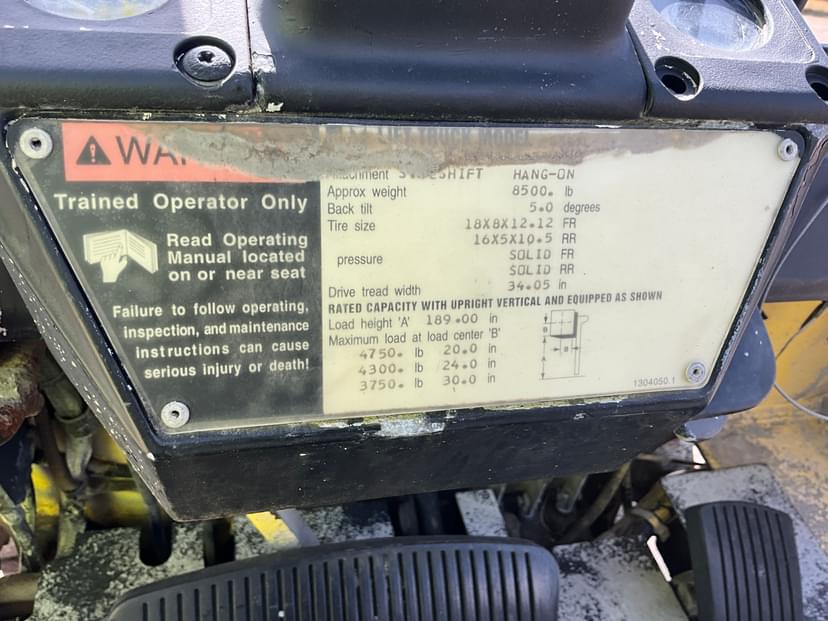 Trained Operator Only
Read Operating
Manual located
on or near seat
Failure to follow operating,
inspection, and maintenance
instructions can cause
serious injury or death!
Attachment SIDESHIFT HANG-ON
Approx weight 8500. lb
Back tilt 5.0 degrees
Tire size 18X8X12.12 FR
16X5X10.5 RR
pressure SOLID FR
SOLID RR
Drive tread width 34.05 in
RATED CAPACITY WITH UPRIGHT VERTICAL AND EQUIPPED AS SHOWN
Load height 'A' 189.00 in
Maximum load at load center 'B'
4750. lb 20.0 in
4300. lb 24.0 in
3750. lb 30.0 in
B
A
B
1304050.1